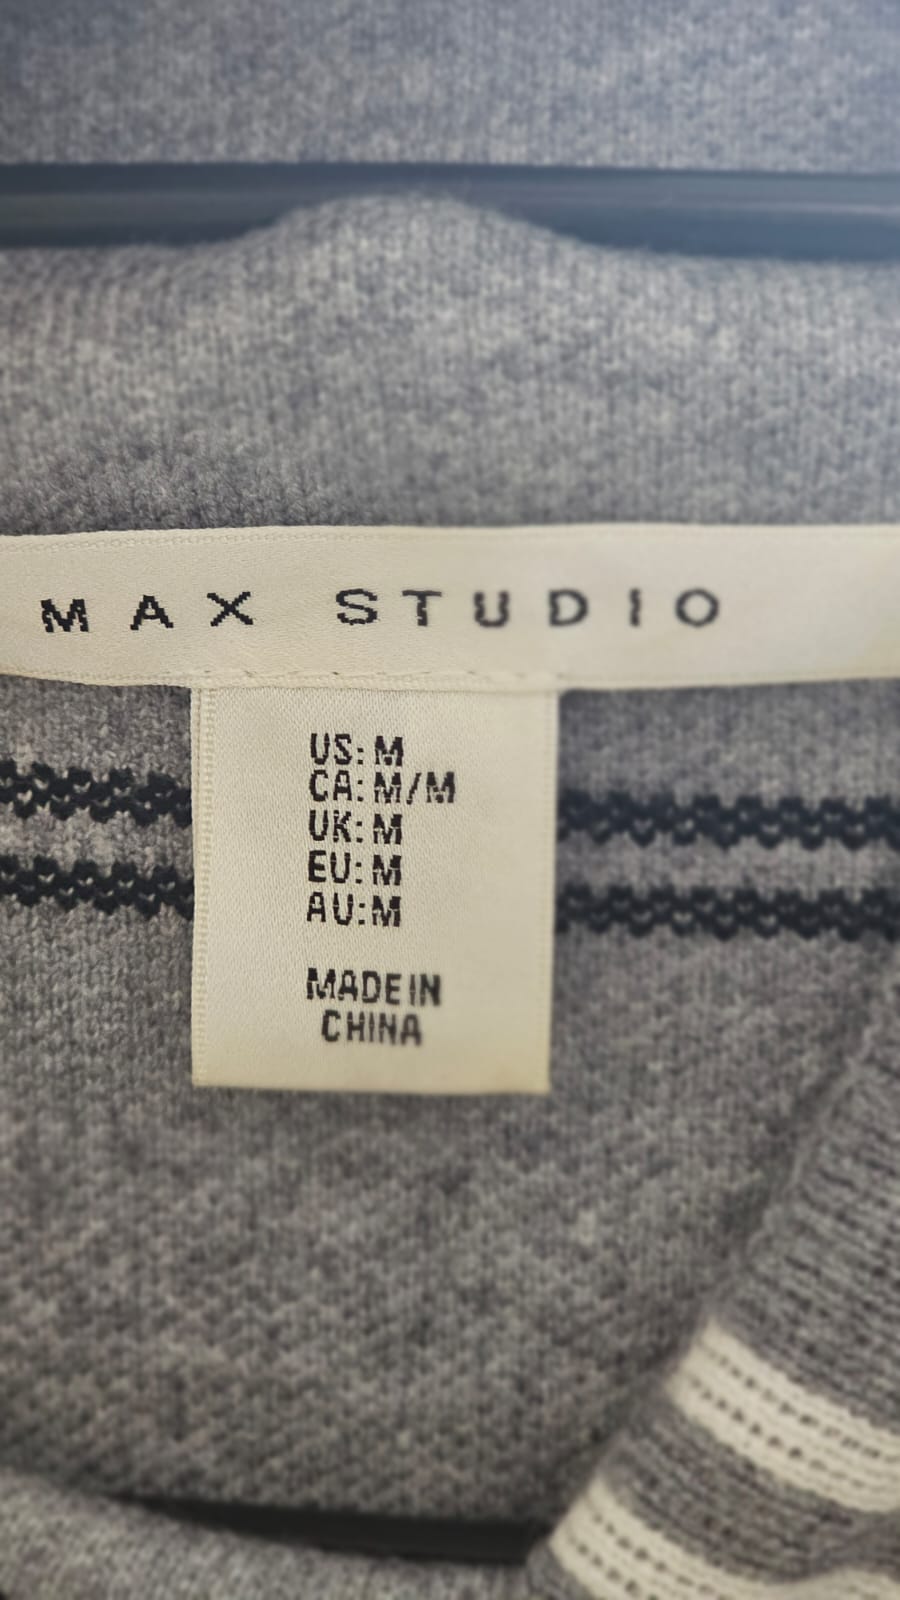 MAX STUDIO
US: M
CA: M/M
UK: M
EU: M
AU:M
MADE IN
CHINA